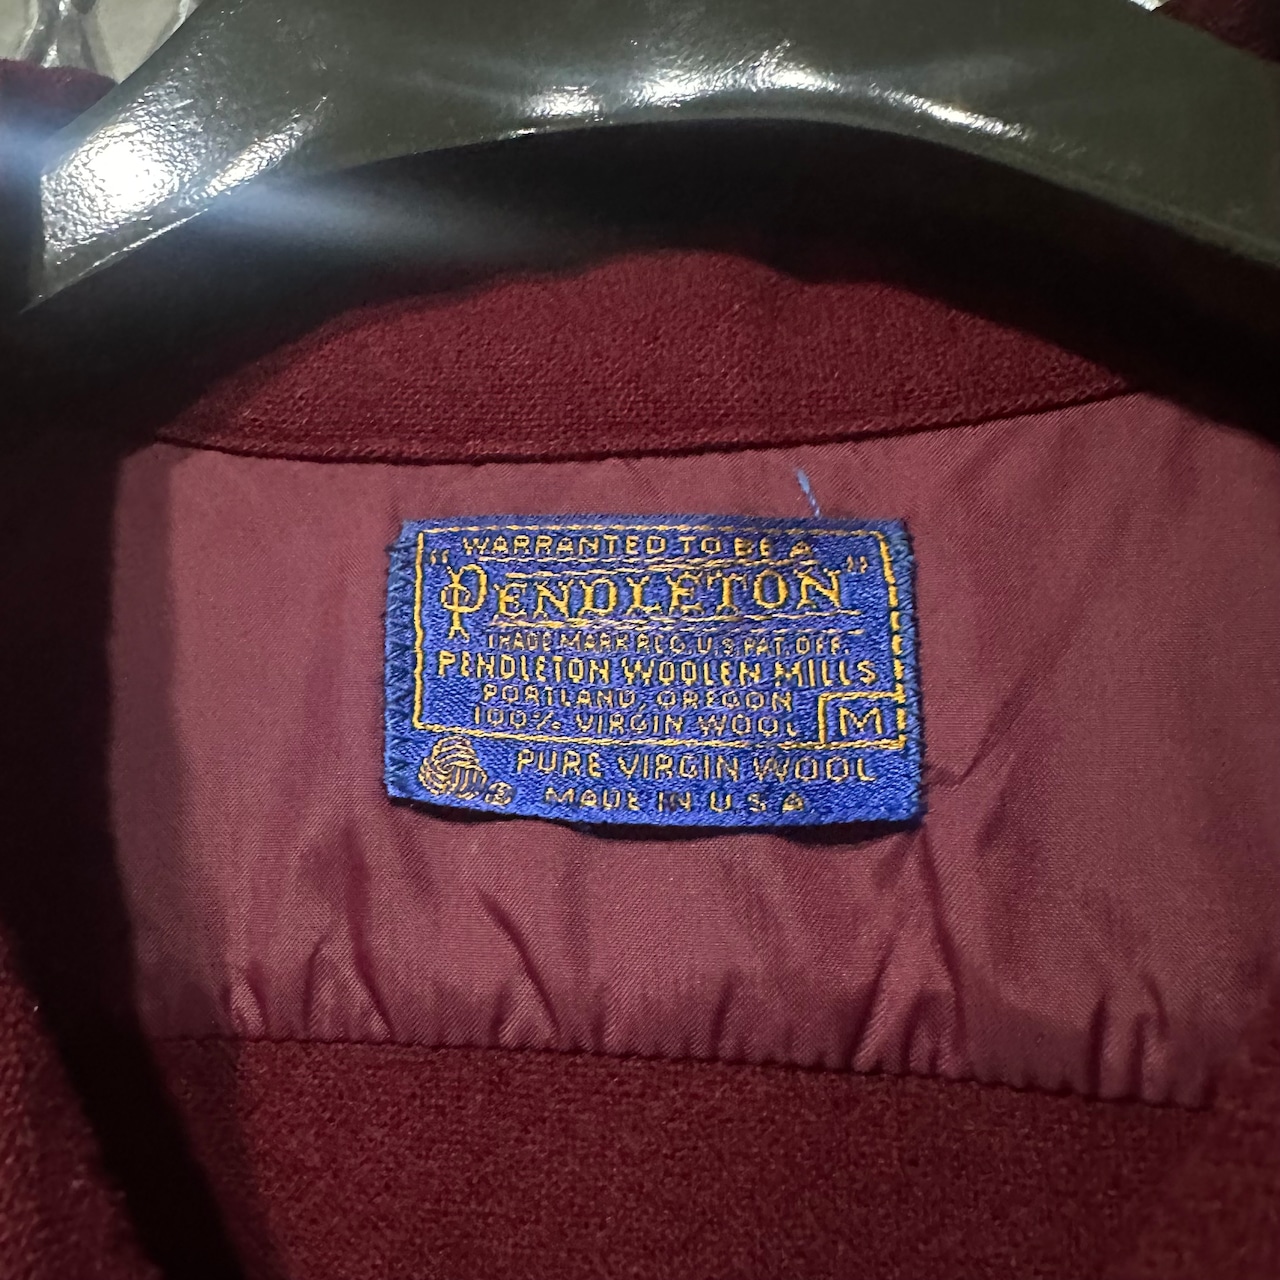 WARRANTED TO BE A
"PENDLETON"
TRADE MARK REG. U.S. PAT. OFF.
PENDLETON WOOLEN MILLS
PORTLAND, OREGON
100% VIRGIN WOOL
M
PURE VIRGIN WOOL
MADE IN U S A